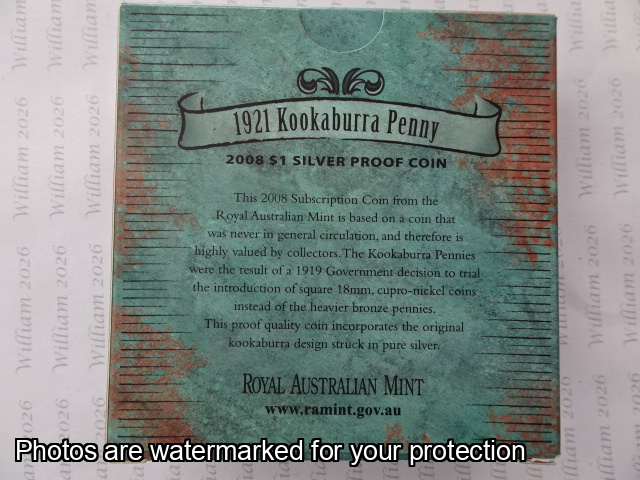 1921 Kookaburra Penny
2008 $1 SILVER PROOF COIN
This 2008 Subscription Coin from the
Royal Australian Mint is based on a coin that
was never in general circulation, and therefore is
highly valued by collectors. The Kookaburra Pennies
were the result of a 1919 Government decision to trial
the introduction of square 18mm, cupro-nickel coins
instead of the heavier bronze pennies.
This proof quality coin incorporates the original
kookaburra design struck in pure silver.
ROYAL AUSTRALIAN MINT
www.ramint.gov.au
Photos are watermarked for your protection
William 2026